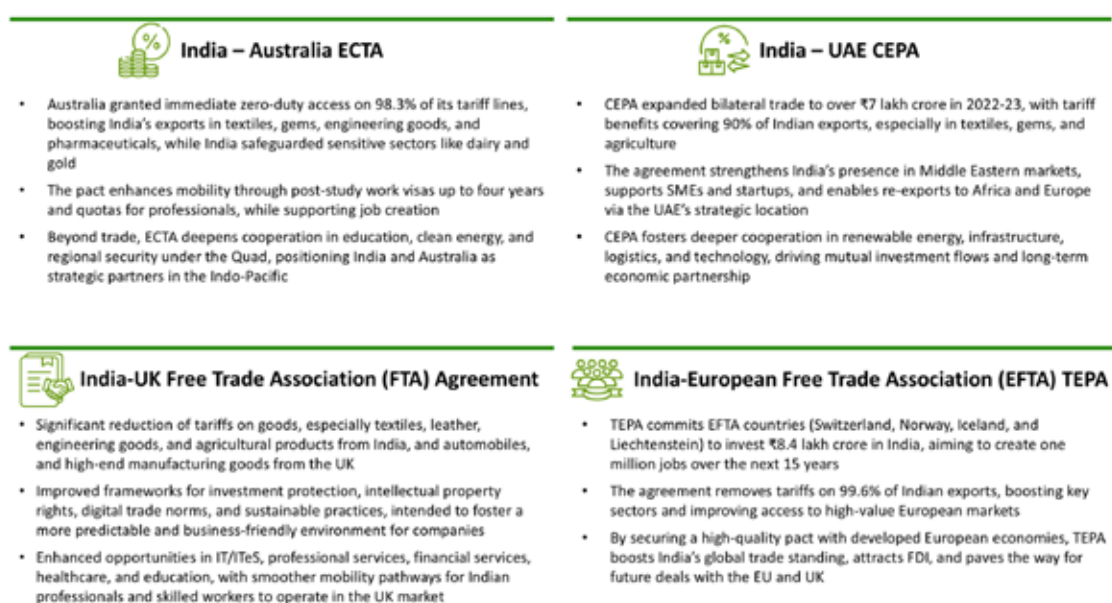 India – Australia ECTA
• Australia granted immediate zero-duty access on 98.3% of its tariff lines,
boosting India's exports in textiles, gems, engineering goods, and
pharmaceuticals, while India safeguarded sensitive sectors like dairy and
gold
• The pact enhances mobility through post-study work visas up to four years
and quotas for professionals, while supporting job creation
• Beyond trade, ECTA deepens cooperation in education, clean energy, and
regional security under the Quad, positioning India and Australia as
strategic partners in the Indo-Pacific
India – UAE CEPA
• CEPA expanded bilateral trade to over ₹7 lakh crore in 2022-23, with tariff
benefits covering 90% of Indian exports, especially in textiles, gems, and
agriculture
• The agreement strengthens India's presence in Middle Eastern markets,
supports SMEs and startups, and enables re-exports to Africa and Europe
via the UAE's strategic location
• CEPA fosters deeper cooperation in renewable energy, infrastructure,
logistics, and technology, driving mutual investment flows and long-term
economic partnership
India-UK Free Trade Association (FTA) Agreement
• Significant reduction of tariffs on goods, especially textiles, leather,
engineering goods, and agricultural products from India, and automobiles,
and high-end manufacturing goods from the UK
• Improved frameworks for investment protection, intellectual property
rights, digital trade norms, and sustainable practices, intended to foster a
more predictable and business-friendly environment for companies
• Enhanced opportunities in IT/ITeS, professional services, financial services,
healthcare, and education, with smoother mobility pathways for Indian
professionals and skilled workers to operate in the UK market
India-European Free Trade Association (EFTA) TEPA
• TEPA commits EFTA countries (Switzerland, Norway, Iceland, and
Liechtenstein) to invest ₹8.4 lakh crore in India, aiming to create one
million jobs over the next 15 years
• The agreement removes tariffs on 99.6% of Indian exports, boosting key
sectors and improving access to high-value European markets
• By securing a high-quality pact with developed European economies, TEPA
boosts India's global trade standing, attracts FDI, and paves the way for
future deals with the EU and UK